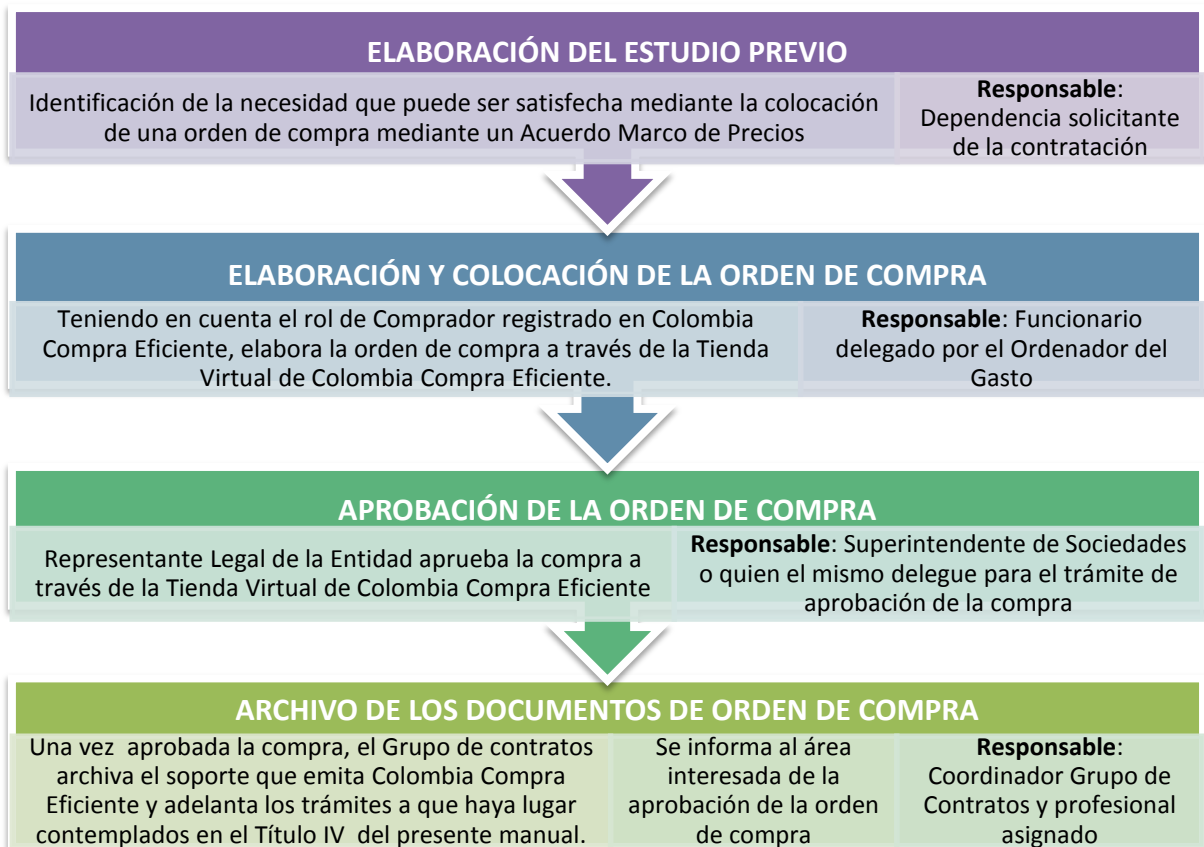 ELABORACIÓN DEL ESTUDIO PREVIO
Identificación de la necesidad que puede ser satisfecha mediante la colocación
de una orden de compra mediante un Acuerdo Marco de Precios
Responsable:
Dependencia solicitante
de la contratación
ELABORACIÓN Y COLOCACIÓN DE LA ORDEN DE COMPRA
Teniendo en cuenta el rol de Comprador registrado en Colombia
Compra Eficiente, elabora la orden de compra a través de la Tienda
Virtual de Colombia Compra Eficiente.
Responsable: Funcionario
delegado por el Ordenador del
Gasto
APROBACIÓN DE LA ORDEN DE COMPRA
Representante Legal de la Entidad aprueba la compra a
través de la Tienda Virtual de Colombia Compra Eficiente
Responsable: Superintendente de Sociedades
o quien el mismo delegue para el trámite de
aprobación de la compra
ARCHIVO DE LOS DOCUMENTOS DE ORDEN DE COMPRA
Una vez aprobada la compra, el Grupo de contratos
archiva el soporte que emita Colombia Compra
Eficiente y adelanta los trámites a que haya lugar
contemplados en el Título IV del presente manual.
Se informa al área
interesada de la
aprobación de la orden
de compra
Responsable:
Coordinador Grupo de
Contratos y profesional
asignado